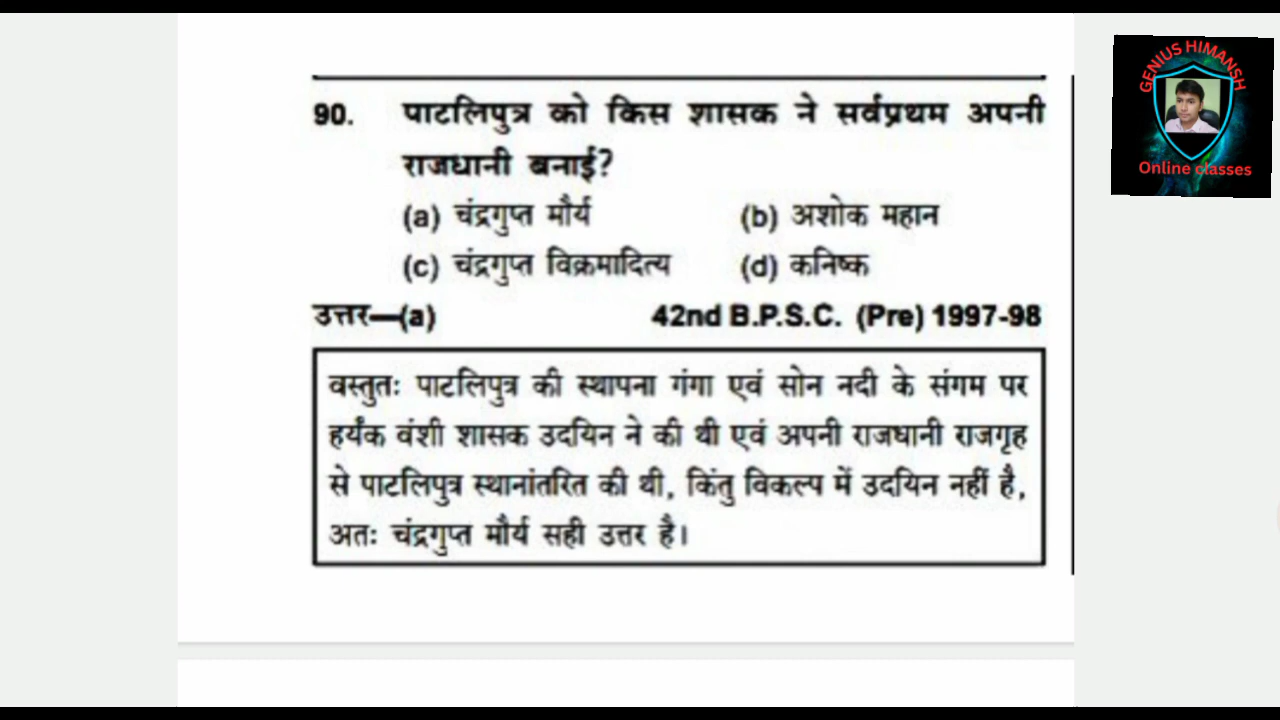 90. पाटलिपुत्र को किस शासक ने सर्वप्रथम अपनी
राजधानी बनाई?
(a) चंद्रगुप्त मौर्य (b) अशोक महान
(c) चंद्रगुप्त विक्रमादित्य (d) कनिष्क
उत्तर—(a) 42nd B.P.S.C. (Pre) 1997-98
वस्तुतः पाटलिपुत्र की स्थापना गंगा एवं सोन नदी के संगम पर
हर्यंक वंशी शासक उदयिन ने की थी एवं अपनी राजधानी राजगृह
से पाटलिपुत्र स्थानांतरित की थी, किंतु विकल्प में उदयिन नहीं है,
अतः चंद्रगुप्त मौर्य सही उत्तर है।
GENIUS HIMANSH
Online classes